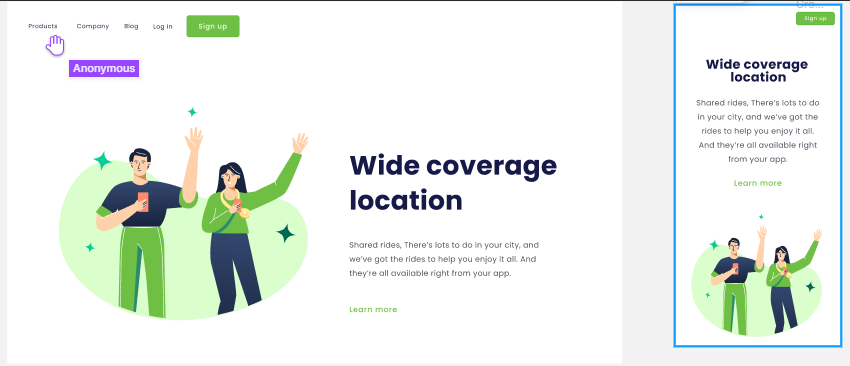 Products Company Blog Log in Sign up
Anonymous
Wide coverage
location
Shared rides, There's lots to do in your city, and
we've got the rides to help you enjoy it all. And
they're all available right from your app.
Learn more
Sign up
Wide coverage
location
Shared rides, There's lots to do
in your city, and we've got the
rides to help you enjoy it all.
And they're all available right
from your app.
Learn more